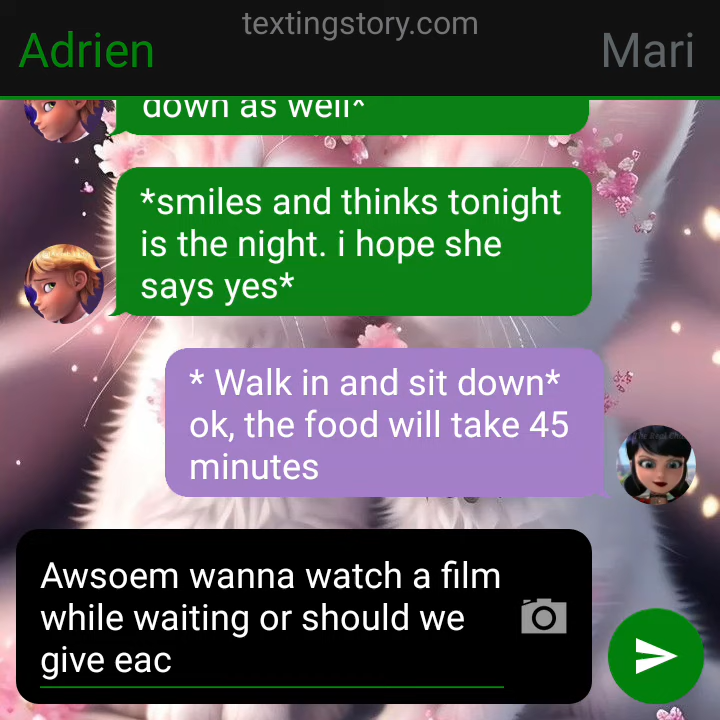 textingstory.com
Adrien
Mari
down as well*
*smiles and thinks tonight
is the night. i hope she
says yes*
* Walk in and sit down*
ok, the food will take 45
minutes
Awsoem wanna watch a film
while waiting or should we
give eac